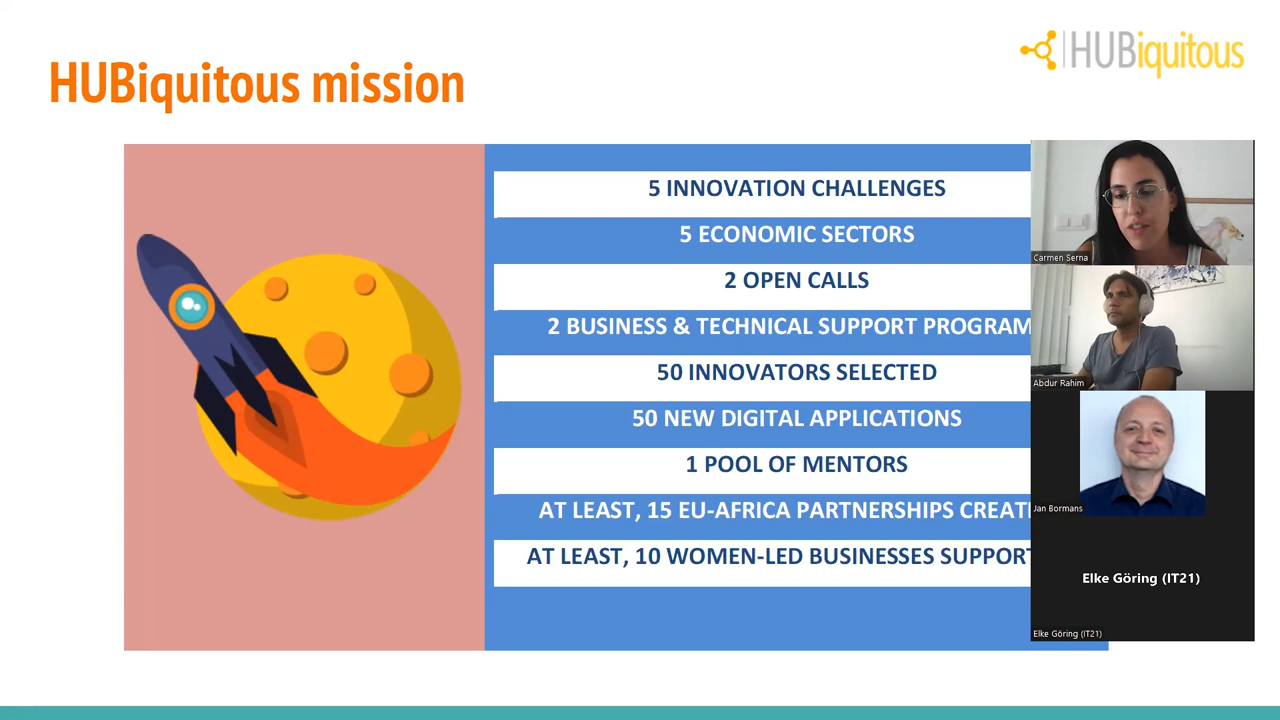 HUBiquitous mission
HUBiquitous
5 INNOVATION CHALLENGES
5 ECONOMIC SECTORS
2 OPEN CALLS
2 BUSINESS & TECHNICAL SUPPORT PROGRAM
50 INNOVATORS SELECTED
50 NEW DIGITAL APPLICATIONS
1 POOL OF MENTORS
AT LEAST, 15 EU-AFRICA PARTNERSHIPS CREAT
AT LEAST, 10 WOMEN-LED BUSINESSES SUPPORT
Carmen Serna
Abdur Rahim
Jan Bormans
Elke Göring (IT21)
Elke Göring (IT21)